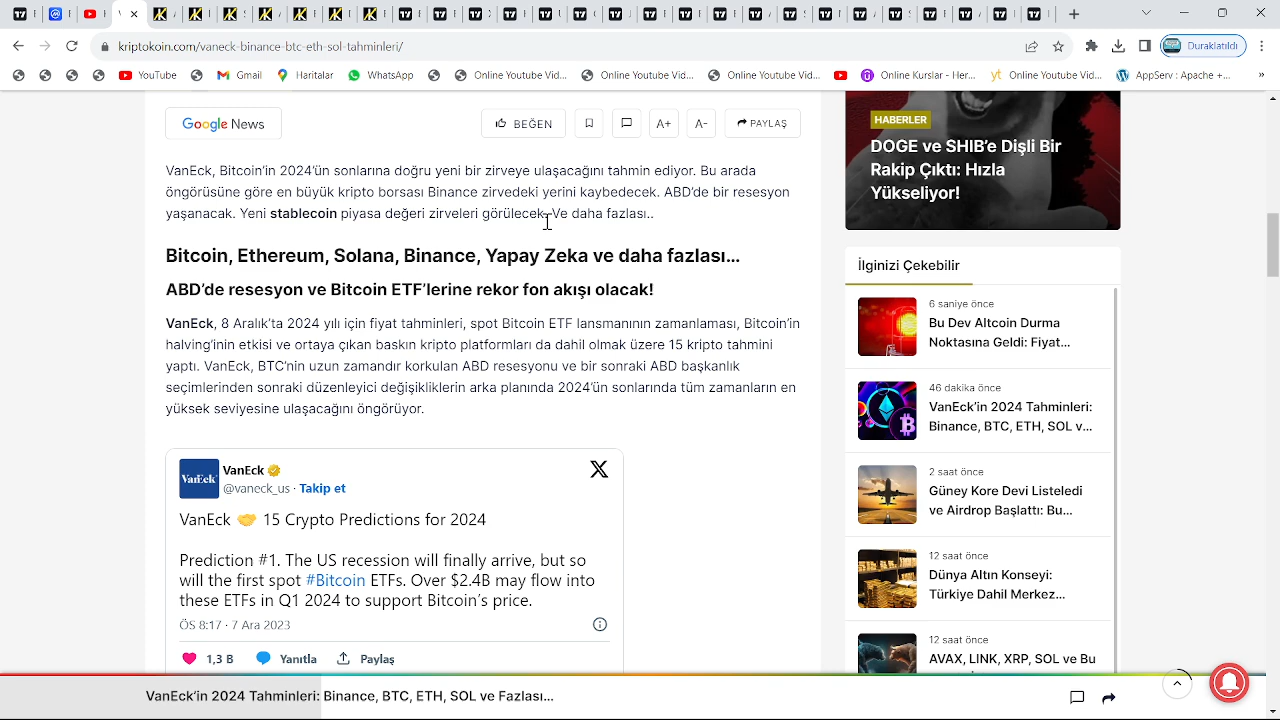 kriptokoin.com/vaneck-binance-btc-eth-sol-tahminleri/
Duraklatıldı
YouTube
Gmail
Haritalar
WhatsApp
Online Youtube Vid...
Online Youtube Vid...
Online Youtube Vid...
Online Kurslar - Her...
Online Youtube Vid...
AppServ : Apache +...
»
Google News
BEĞEN
A+
A-
PAYLAŞ
VanEck, Bitcoin’in 2024’ün sonlarına doğru yeni bir zirveye ulaşacağını tahmin ediyor. Bu arada
öngörüsüne göre en büyük kripto borsası Binance zirvedeki yerini kaybedecek. ABD’de bir resesyon
yaşanacak. Yeni stablecoin piyasa değeri zirveleri görülecek. Ve daha fazlası..
Bitcoin, Ethereum, Solana, Binance, Yapay Zeka ve daha fazlası…
ABD’de resesyon ve Bitcoin ETF’lerine rekor fon akışı olacak!
VanEck 8 Aralık’ta 2024 yılı için fiyat tahminleri, spot Bitcoin ETF lansmanının zamanlaması, Bitcoin’in
halvinginin etkisi ve ortaya çıkan baskın kripto platformları da dahil olmak üzere 15 kripto tahmini
yaptı. VanEck, BTC’nin uzun zamandır korkulan ABD resesyonu ve bir sonraki ABD başkanlık
seçimlerinden sonraki düzenleyici değişikliklerin arka planında 2024’ün sonlarında tüm zamanların en
yüksek seviyesine ulaşacağını öngörüyor.
VanEck
VanEck
@vaneck_us · Takip et
VanEck 🤝 15 Crypto Predictions for 2024
Prediction #1. The US recession will finally arrive, but so
will the first spot #Bitcoin ETFs. Over $2.4B may flow into
these ETFs in Q1 2024 to support Bitcoin’s price.
ÖS 8:17 · 7 Ara 2023
1,3 B
Yanıtla
Paylaş
HABERLER
DOGE ve SHIB’e Dişli Bir
Rakip Çıktı: Hızla
Yükseliyor!
İlginizi Çekebilir
6 saniye önce
Bu Dev Altcoin Durma
Noktasına Geldi: Fiyat...
46 dakika önce
VanEck’in 2024 Tahminleri:
Binance, BTC, ETH, SOL v...
2 saat önce
Güney Kore Devi Listeledi
ve Airdrop Başlattı: Bu...
12 saat önce
Dünya Altın Konseyi:
Türkiye Dahil Merkez...
12 saat önce
AVAX, LINK, XRP, SOL ve Bu
VanEck’in 2024 Tahminleri: Binance, BTC, ETH, SOL ve Fazlası…